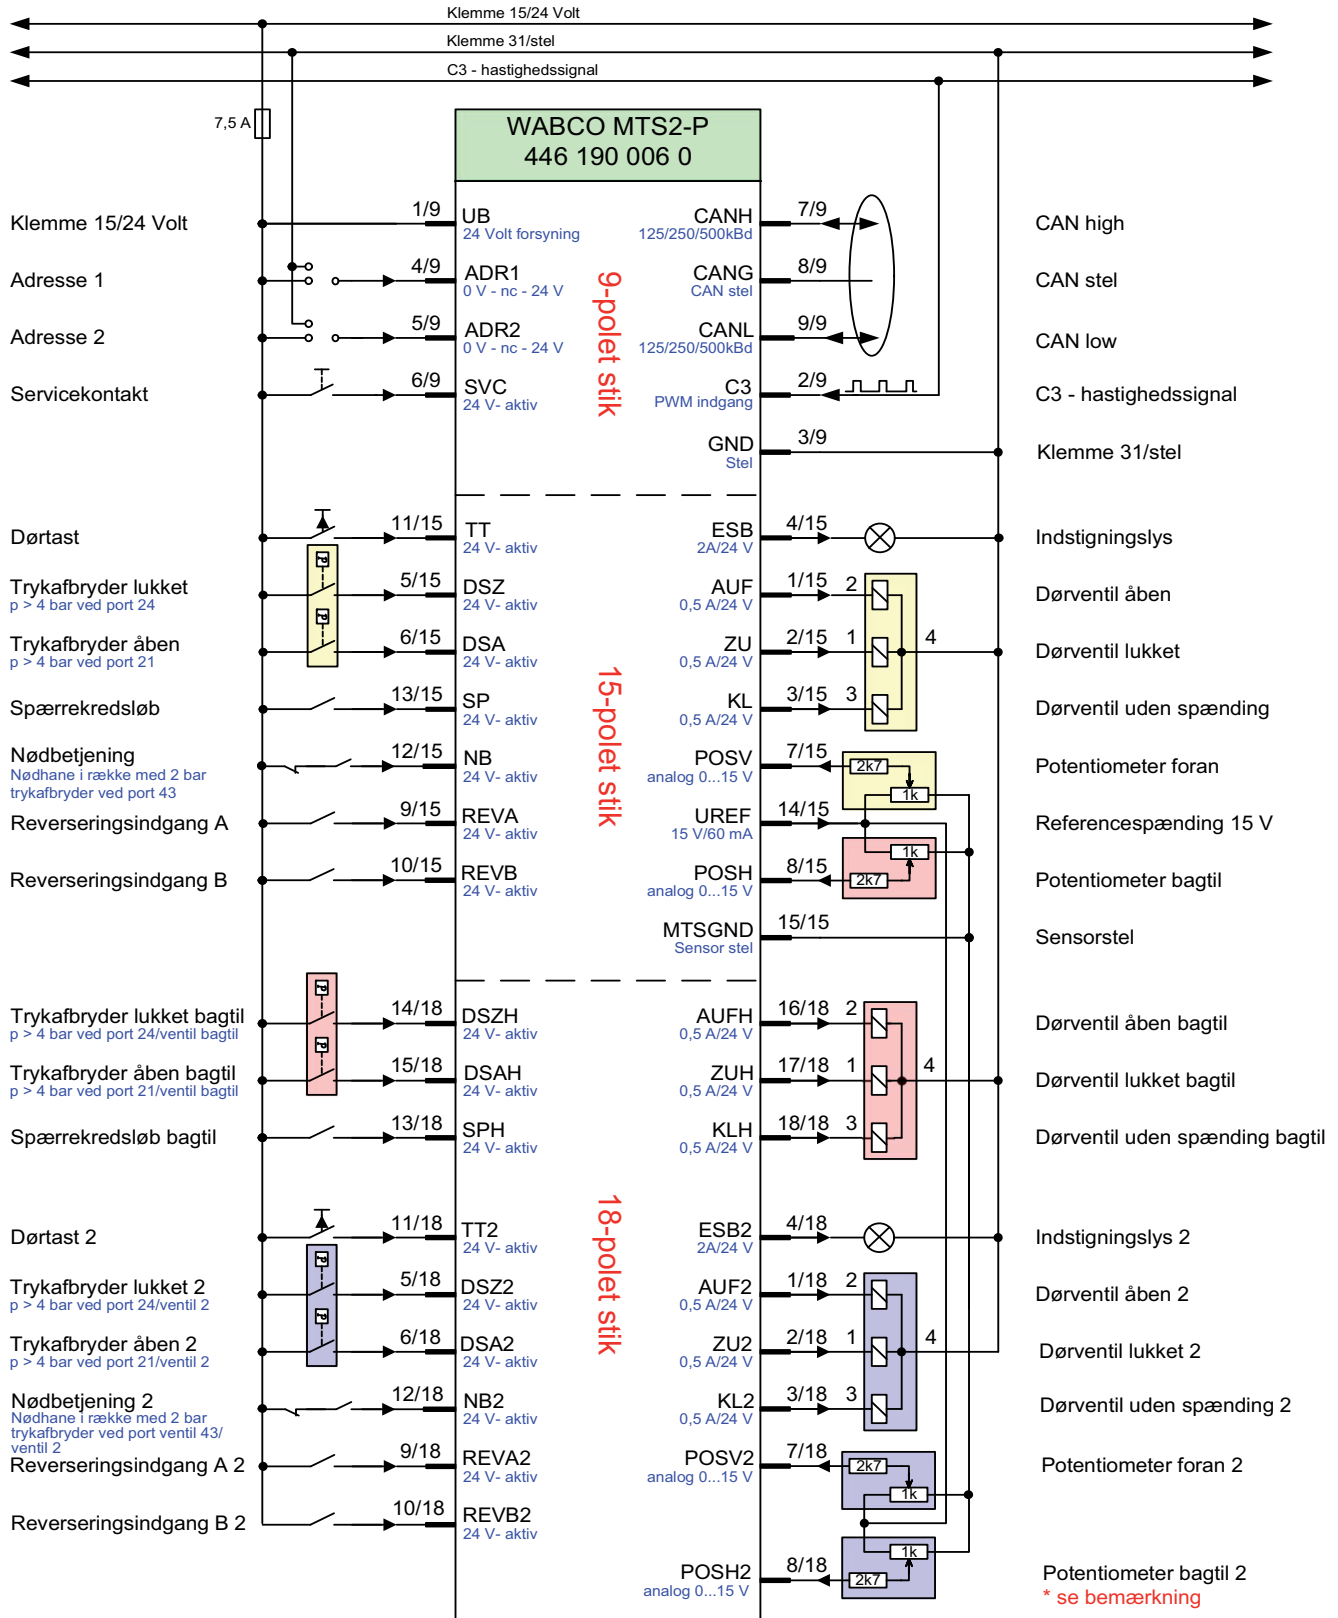 Klemme 15/24 Volt
Klemme 31/stel
C3 - hastighedssignal
7,5 A
WABCO MTS2-P
446 190 006 0
Klemme 15/24 Volt
1/9
UB
24 Volt forsyning
CANH
125/250/500kBd
7/9
CAN high
Adresse 1
4/9
ADR1
0 V - nc - 24 V
CANG
CAN stel
8/9
CAN stel
Adresse 2
5/9
ADR2
0 V - nc - 24 V
CANL
125/250/500kBd
9/9
CAN low
Servicekontakt
6/9
SVC
24 V- aktiv
C3
PWM indgang
2/9
C3 - hastighedssignal
9-polet stik
GND
Stel
3/9
Klemme 31/stel
Dørtast
11/15
TT
24 V- aktiv
ESB
2A/24 V
4/15
Indstigningslys
Trykafbryder lukket
p > 4 bar ved port 24
P
5/15
DSZ
24 V- aktiv
AUF
0,5 A/24 V
1/15
2
Dørventil åben
Trykafbryder åben
p > 4 bar ved port 21
P
6/15
DSA
24 V- aktiv
ZU
0,5 A/24 V
2/15
1
4
Dørventil lukket
Spærrekredsløb
13/15
SP
24 V- aktiv
KL
0,5 A/24 V
3/15
3
Dørventil uden spænding
15-polet stik
Nødbetjening
Nødhane i række med 2 bar
trykafbryder ved port 43
12/15
NB
24 V- aktiv
POSV
analog 0...15 V
7/15
2k7
1k
Potentiometer foran
Reverseringsindgang A
9/15
REVA
24 V- aktiv
UREF
15 V/60 mA
14/15
Referencespænding 15 V
Reverseringsindgang B
10/15
REVB
24 V- aktiv
POSH
analog 0...15 V
8/15
1k
2k7
Potentiometer bagtil
MTSGND
Sensor stel
15/15
Sensorstel
Trykafbryder lukket bagtil
p > 4 bar ved port 24/ventil bagtil
P
14/18
DSZH
24 V- aktiv
AUFH
0,5 A/24 V
16/18
2
Dørventil åben bagtil
Trykafbryder åben bagtil
p > 4 bar ved port 21/ventil bagtil
P
15/18
DSAH
24 V- aktiv
ZUH
0,5 A/24 V
17/18
1
4
Dørventil lukket bagtil
Spærrekredsløb bagtil
13/18
SPH
24 V- aktiv
KLH
0,5 A/24 V
18/18
3
Dørventil uden spænding bagtil
18-polet stik
Dørtast 2
11/18
TT2
24 V- aktiv
ESB2
2A/24 V
4/18
Indstigningslys 2
Trykafbryder lukket 2
p > 4 bar ved port 24/ventil 2
P
5/18
DSZ2
24 V- aktiv
AUF2
0,5 A/24 V
1/18
2
Dørventil åben 2
Trykafbryder åben 2
p > 4 bar ved port 21/ventil 2
P
6/18
DSA2
24 V- aktiv
ZU2
0,5 A/24 V
2/18
1
4
Dørventil lukket 2
Nødbetjening 2
Nødhane i række med 2 bar
trykafbryder ved port ventil 43/
ventil 2
12/18
NB2
24 V- aktiv
KL2
0,5 A/24 V
3/18
3
Dørventil uden spænding 2
Reverseringsindgang A 2
9/18
REVA2
24 V- aktiv
POSV2
analog 0...15 V
7/18
2k7
1k
Potentiometer foran 2
Reverseringsindgang B 2
10/18
REVB2
24 V- aktiv
POSH2
analog 0...15 V
8/18
1k
2k7
Potentiometer bagtil 2
* se bemærkning